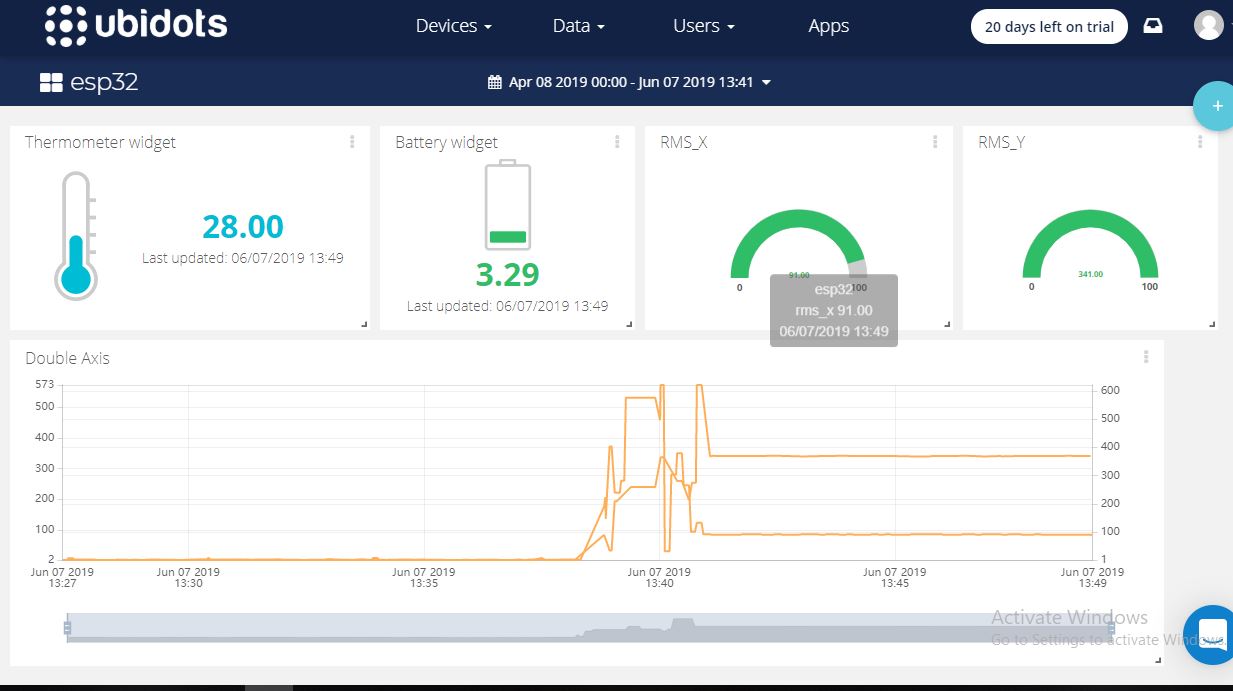 ubidots Devices Data Users Apps 20 days left on trial
esp32 Apr 08 2019 00:00 - Jun 07 2019 13:41
+
Thermometer widget
28.00
Last updated: 06/07/2019 13:49
Battery widget
3.29
Last updated: 06/07/2019 13:49
RMS_X
91.00
0 100
esp32
rms_x 91.00
06/07/2019 13:49
RMS_Y
341.00
0 100
Double Axis
573
500
400
300
200
100
2
600
500
400
300
200
100
1
Jun 07 2019 Jun 07 2019 Jun 07 2019 Jun 07 2019 Jun 07 2019 Jun 07 2019
13:27 13:30 13:35 13:40 13:45 13:49
Activate Windows
Go to Settings to activate Windows.